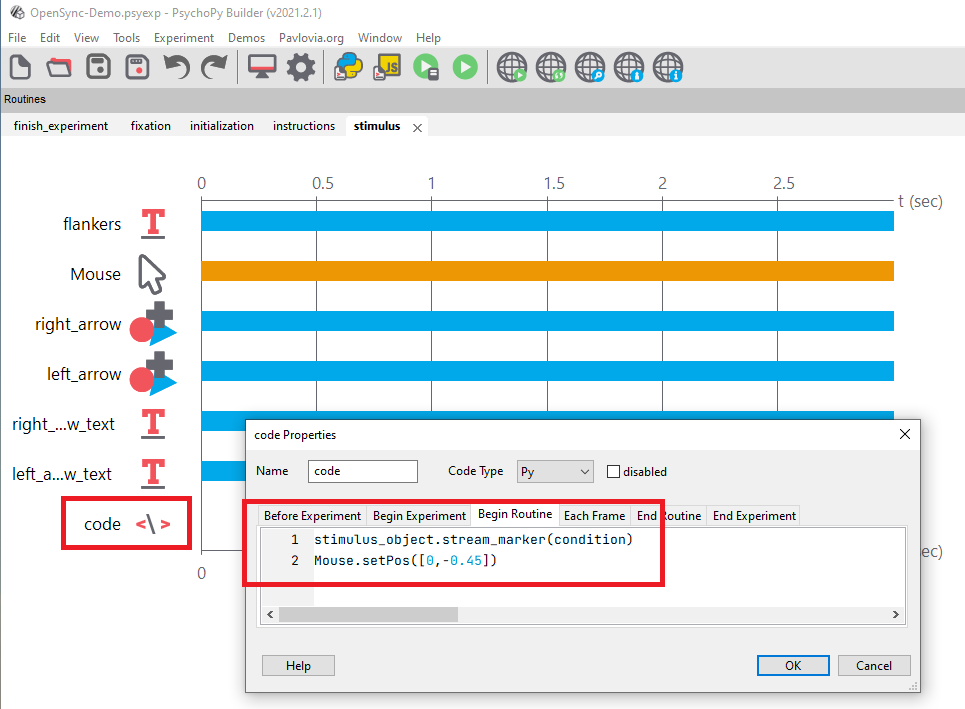 OpenSync-Demo.psyexp - PsychoPy Builder (v2021.2.1)
File Edit View Tools Experiment Demos Pavlovia.org Window Help
JS
Routines
finish_experiment fixation initialization instructions stimulus
0 0.5 1 1.5 2 2.5
t (sec)
flankers T
Mouse
right_arrow
left_arrow
right_...w_text T
left_a...w_text T
code <\>
0
ec)
code Properties
Name code Code Type Py disabled
Before Experiment Begin Experiment Begin Routine Each Frame End Routine End Experiment
1 stimulus_object.stream_marker(condition)
2 Mouse.setPos([0,-0.45])
Help OK Cancel